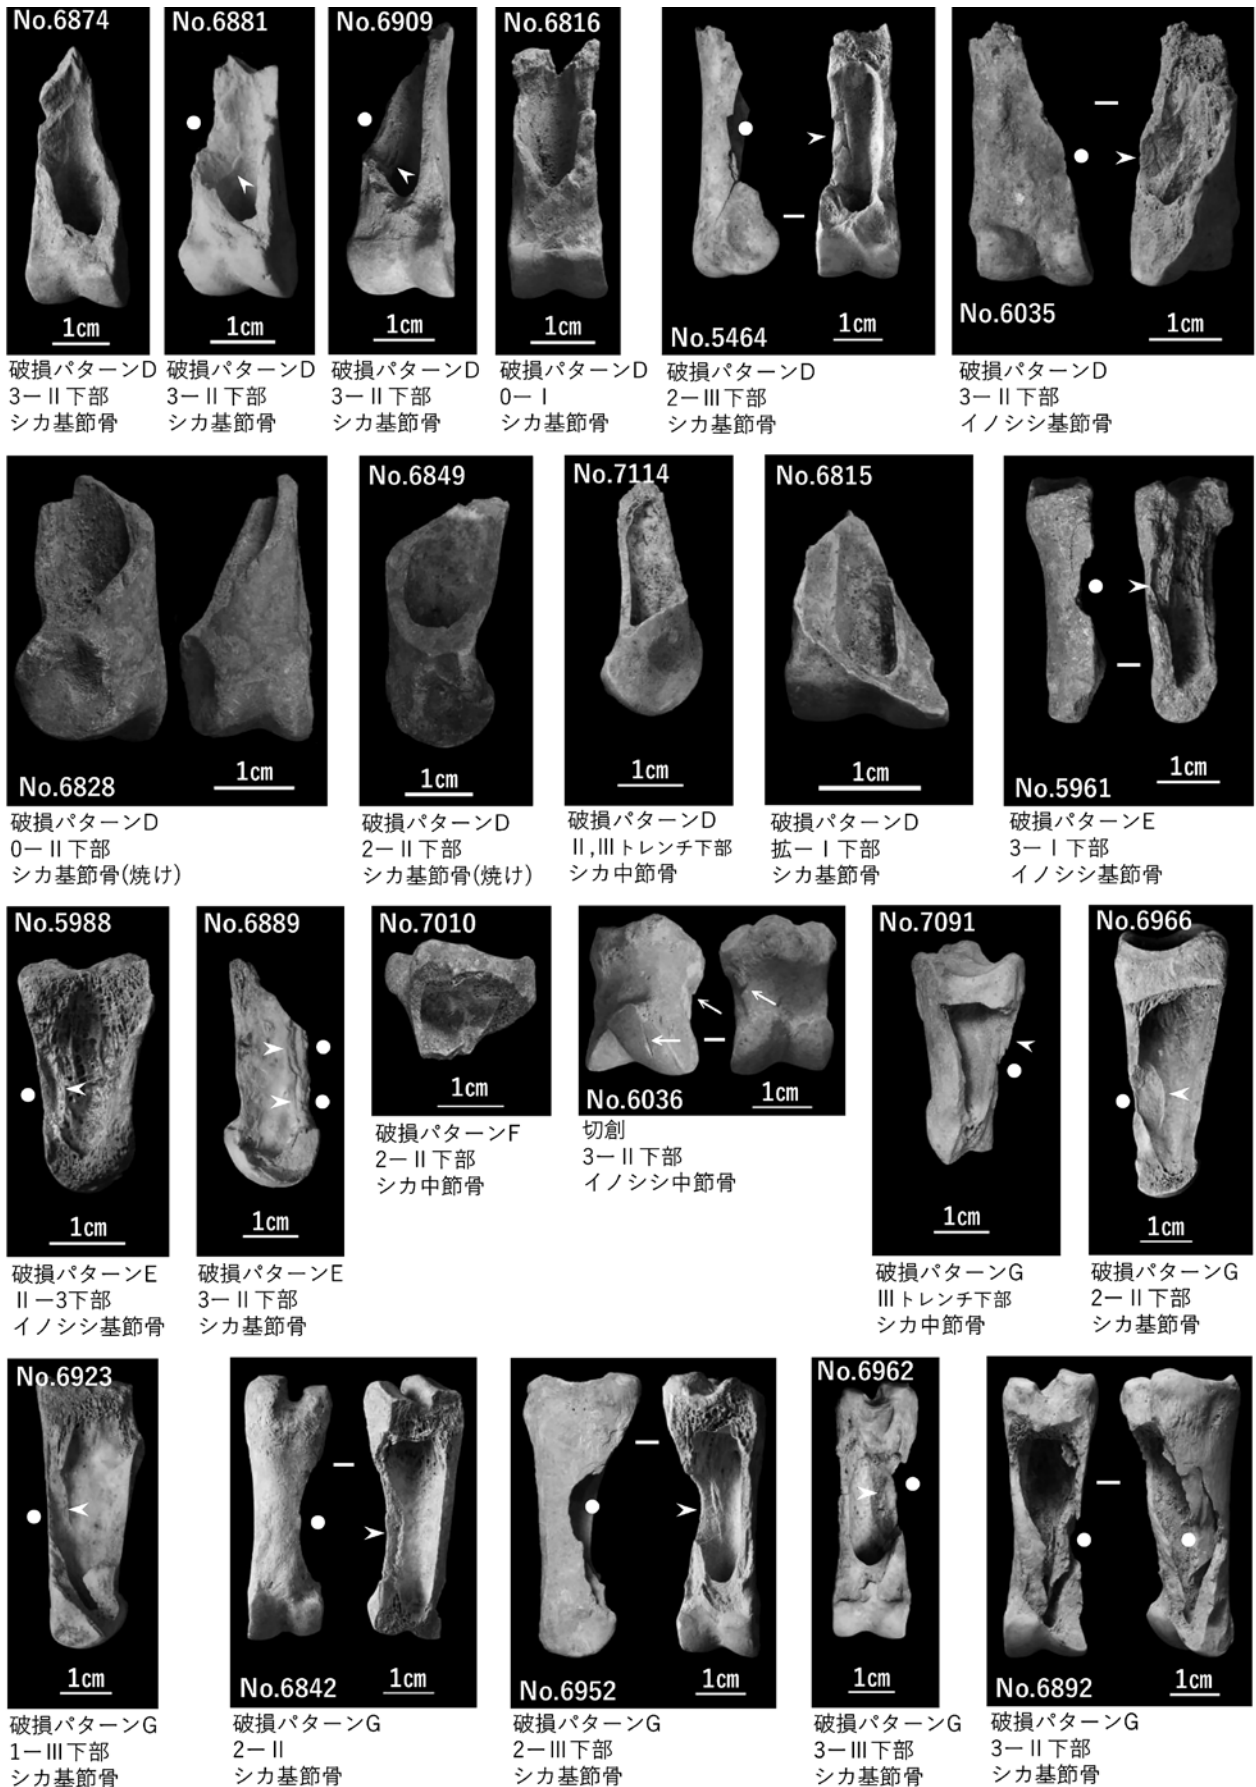 No.6874
1cm
破損パターンD
3ーⅡ下部
シカ基節骨
No.6881
1cm
破損パターンD
3ーⅡ下部
シカ基節骨
No.6909
1cm
破損パターンD
3ーⅡ下部
シカ基節骨
No.6816
1cm
破損パターンD
0ーⅠ
シカ基節骨
No.5464
1cm
破損パターンD
2ーⅢ下部
シカ基節骨
No.6035
1cm
破損パターンD
3ーⅡ下部
イノシシ基節骨
No.6828
1cm
破損パターンD
0ーⅡ下部
シカ基節骨(焼け)
No.6849
1cm
破損パターンD
2ーⅡ下部
シカ基節骨(焼け)
No.7114
1cm
破損パターンD
Ⅱ,Ⅲトレンチ下部
シカ中節骨
No.6815
1cm
破損パターンD
拡ーⅠ下部
シカ基節骨
No.5961
1cm
破損パターンE
3ーⅠ下部
イノシシ基節骨
No.5988
1cm
破損パターンE
Ⅱー3下部
イノシシ基節骨
No.6889
1cm
破損パターンE
3ーⅡ下部
シカ基節骨
No.7010
1cm
破損パターンF
2ーⅡ下部
シカ中節骨
No.6036
1cm
切創
3ーⅡ下部
イノシシ中節骨
No.7091
1cm
破損パターンG
Ⅲトレンチ下部
シカ中節骨
No.6966
1cm
破損パターンG
2ーⅡ下部
シカ基節骨
No.6923
1cm
破損パターンG
1ーⅢ下部
シカ基節骨
No.6842
1cm
破損パターンG
2ーⅡ
シカ基節骨
No.6952
1cm
破損パターンG
2ーⅢ下部
シカ基節骨
No.6962
1cm
破損パターンG
3ーⅢ下部
シカ基節骨
No.6892
1cm
破損パターンG
3ーⅡ下部
シカ基節骨